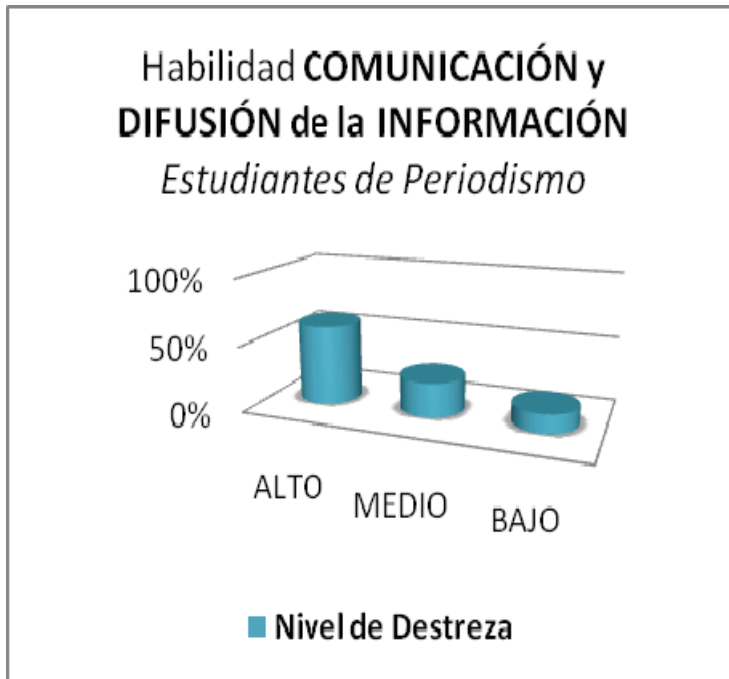 Habilidad COMUNICACIÓN y
DIFUSIÓN de la INFORMACIÓN
Estudiantes de Periodismo
100%
50%
0%
ALTO
MEDIO
BAJO
Nivel de Destreza